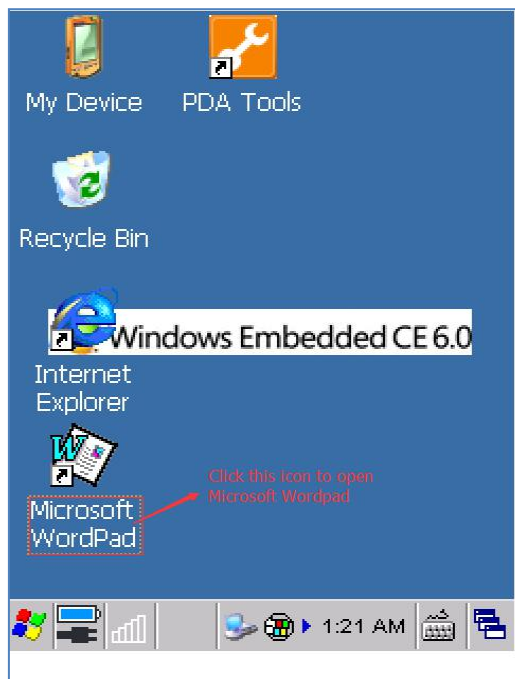 My Device
PDA Tools
Recycle Bin
Windows Embedded CE 6.0
Internet
Explorer
Click this icon to open
Microsoft Wordpad
Microsoft
WordPad
1:21 AM